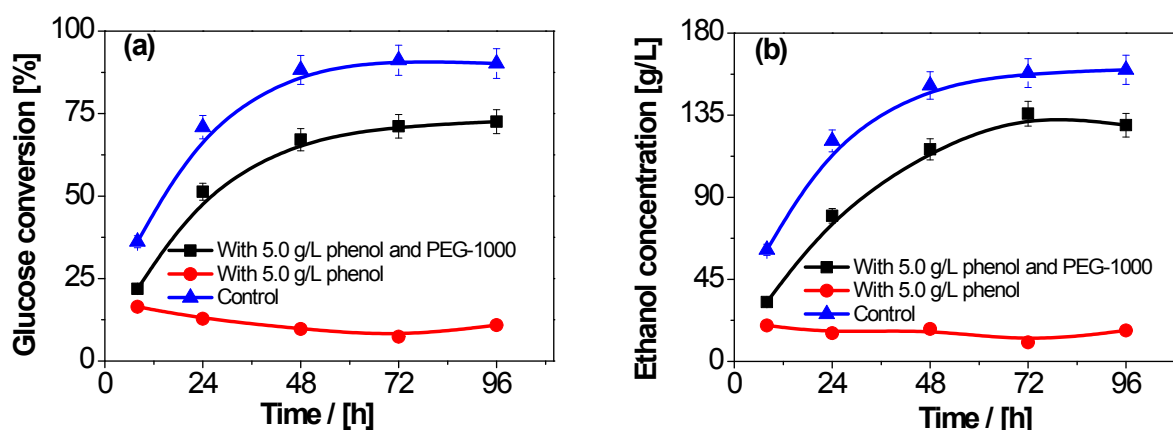 (a)
Glucose conversion [%]
100
75
50
25
0
With 5.0 g/L phenol and PEG-1000
With 5.0 g/L phenol
Control
0 24 48 72 96
Time / [h]
(b)
Ethanol concentration [g/L]
180
135
90
45
0
With 5.0 g/L phenol and PEG-1000
With 5.0 g/L phenol
Control
0 24 48 72 96
Time / [h]